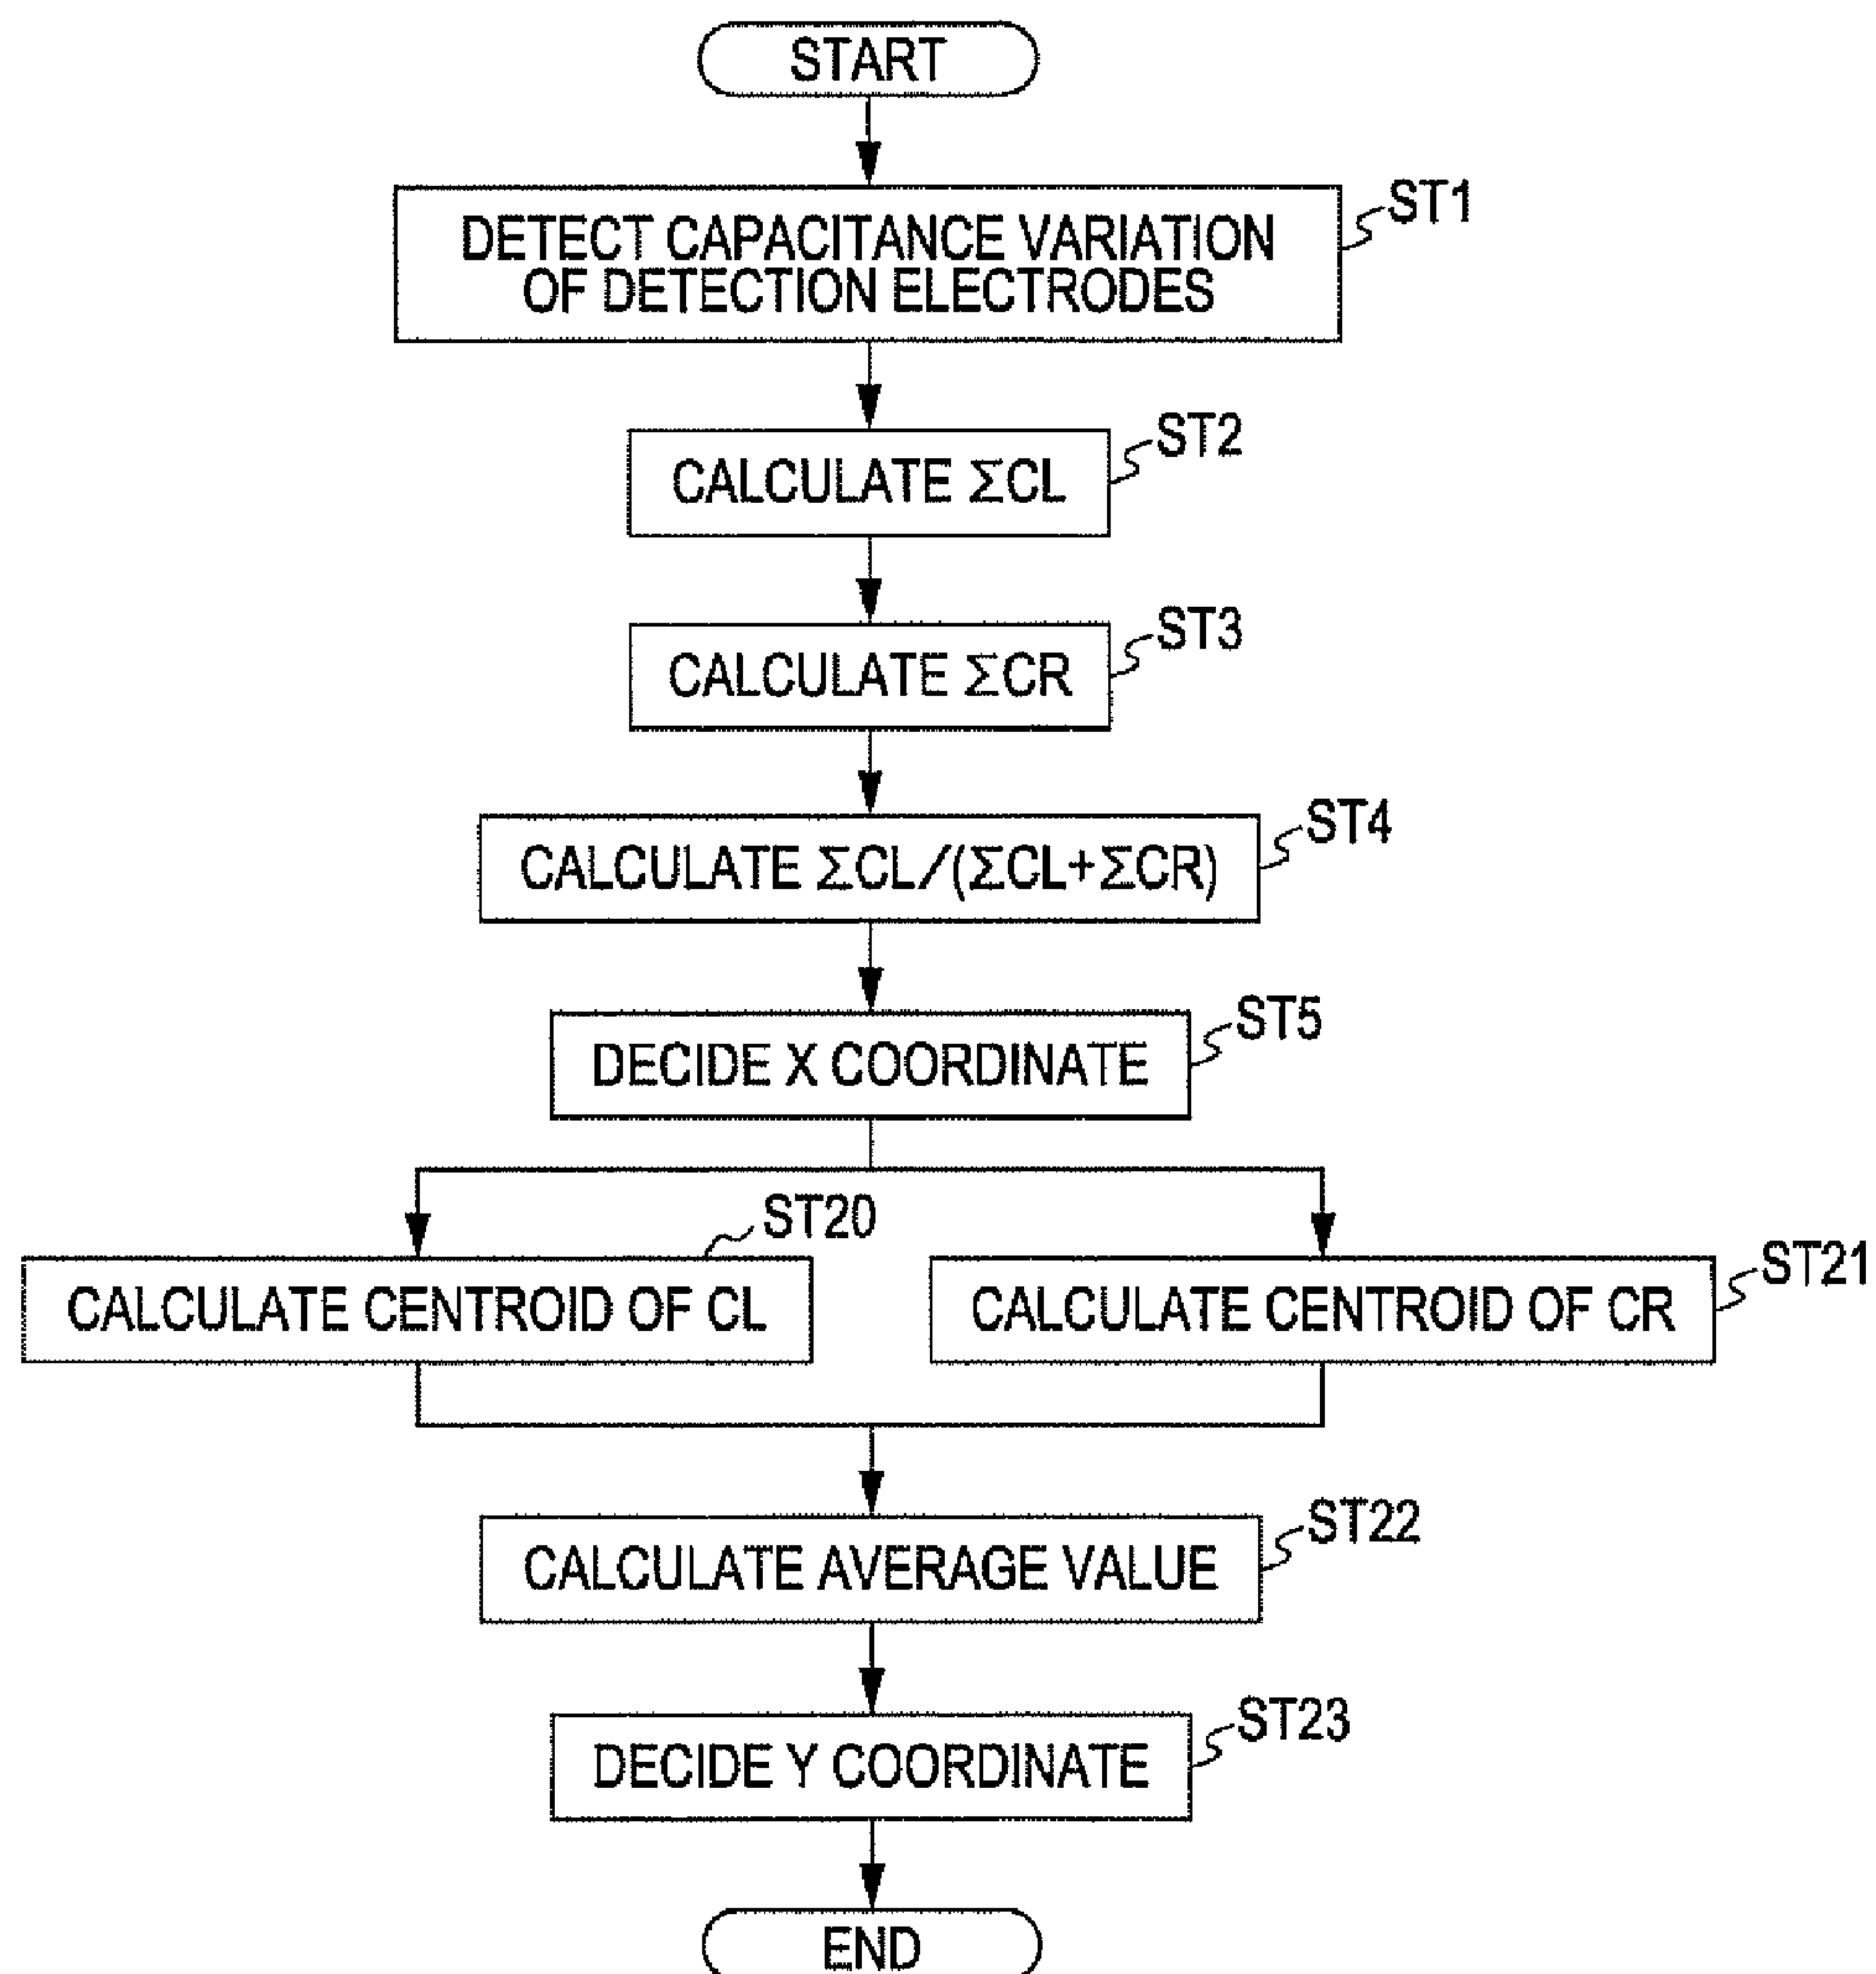 START
ST1
DETECT CAPACITANCE VARIATION
OF DETECTION ELECTRODES
ST2
CALCULATE ΣCL
ST3
CALCULATE ΣCR
ST4
CALCULATE ΣCL/(ΣCL+ΣCR)
ST5
DECIDE X COORDINATE
ST20
CALCULATE CENTROID OF CL
ST21
CALCULATE CENTROID OF CR
ST22
CALCULATE AVERAGE VALUE
ST23
DECIDE Y COORDINATE
END